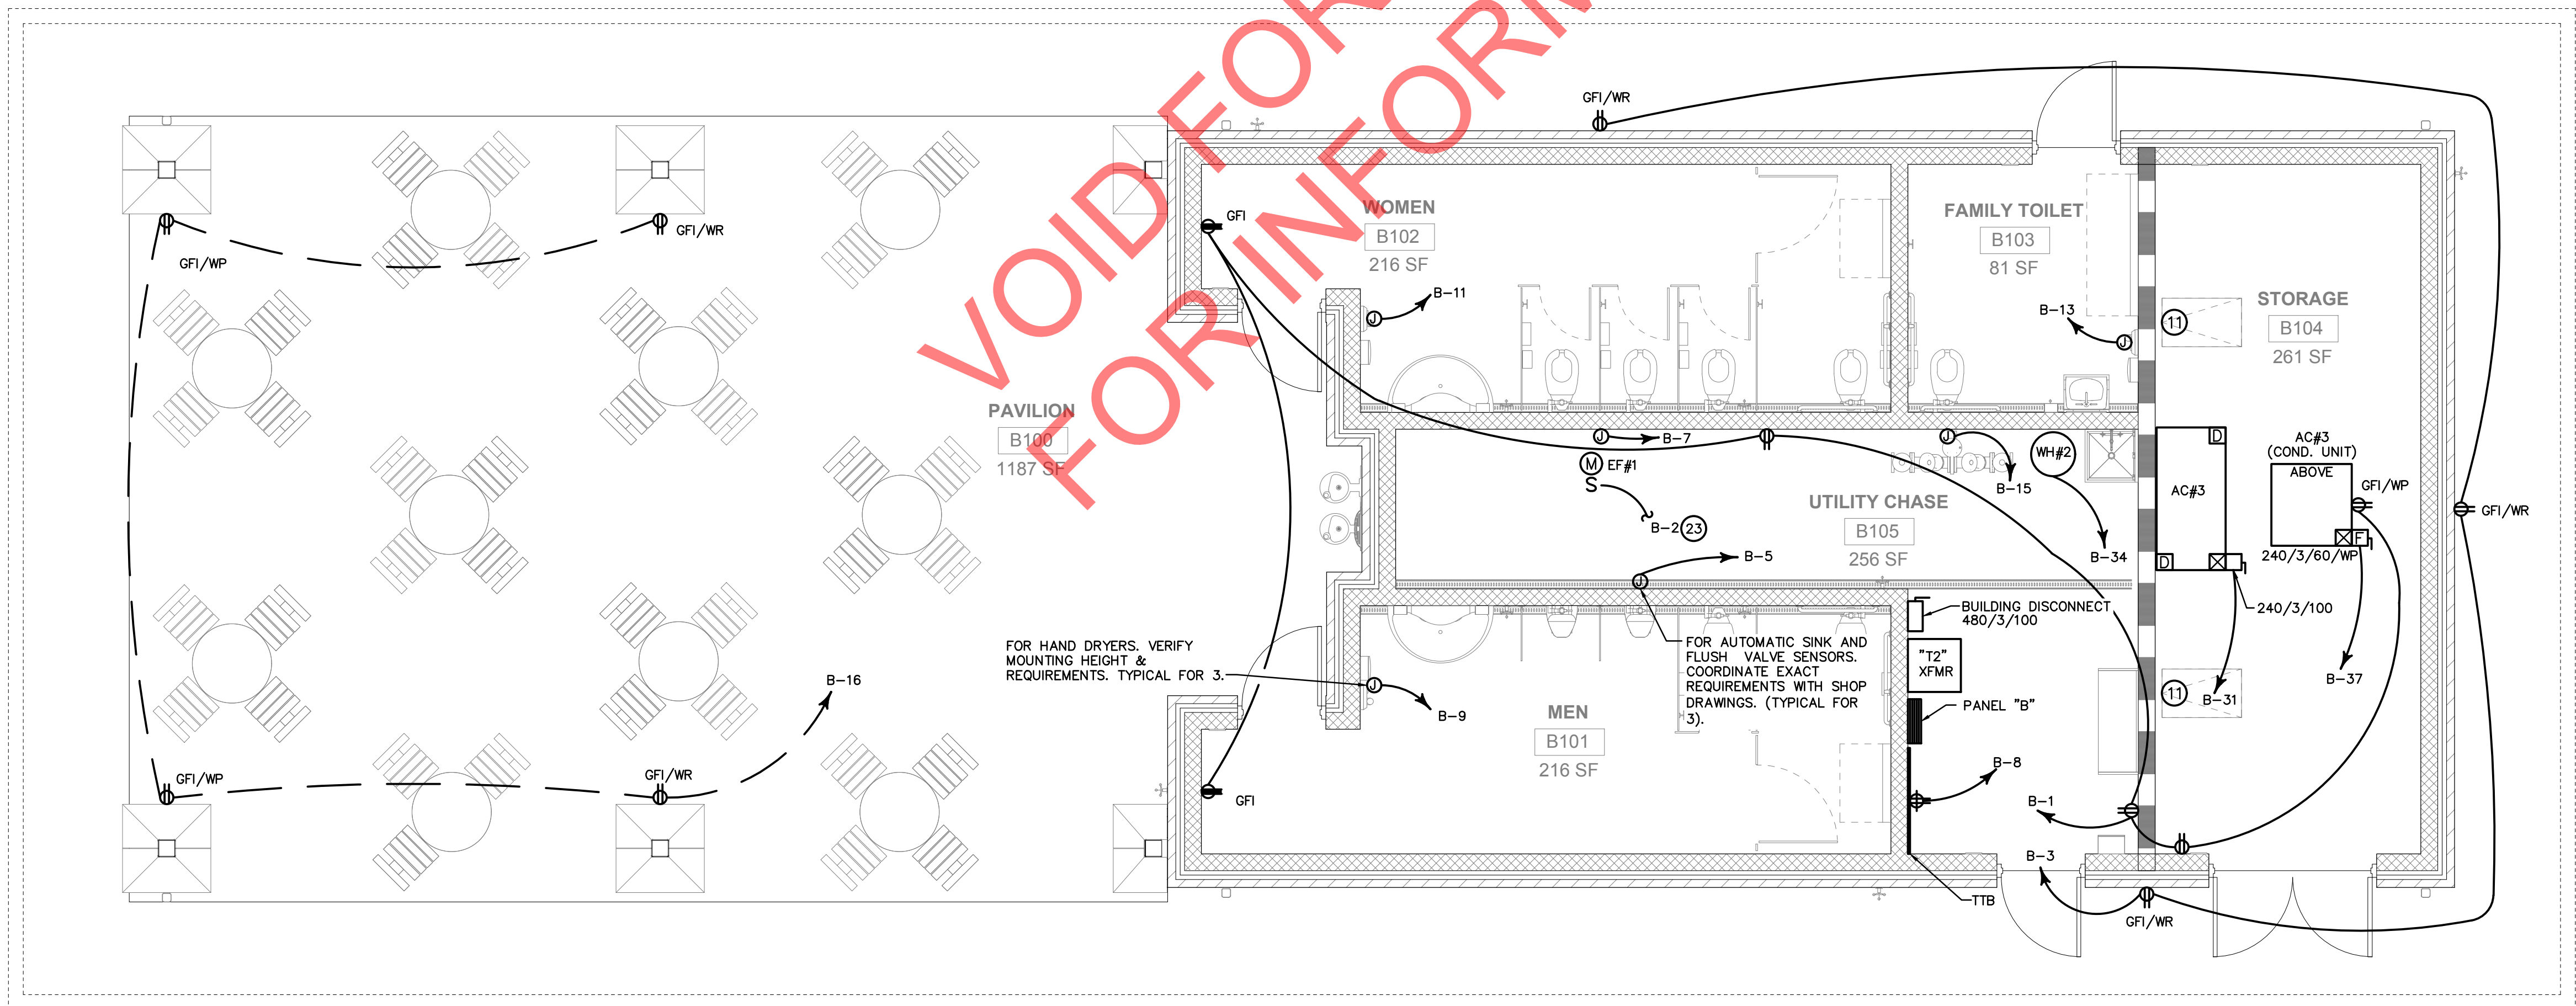 VOID FOR
FOR INFORM
GFI/WR
GFI/WP
GFI/WR
GFI
WOMEN
B102
216 SF
FAMILY TOILET
B103
81 SF
B-11
J
B-13
J
11
STORAGE
B104
261 SF
PAVILION
B100
1187 SF
J
B-7
M
EF#1
S
B-2
23
J
B-15
WH#2
B-34
UTILITY CHASE
B105
256 SF
B-5
J
D
AC#3
D
AC#3
(COND. UNIT)
ABOVE
GFI/WP
F
240/3/60/WP
240/3/100
GFI/WR
BUILDING DISCONNECT
480/3/100
"T2"
XFMR
PANEL "B"
FOR HAND DRYERS. VERIFY
MOUNTING HEIGHT &
REQUIREMENTS. TYPICAL FOR 3.
J
B-9
FOR AUTOMATIC SINK AND
FLUSH VALVE SENSORS.
COORDINATE EXACT
REQUIREMENTS WITH SHOP
DRAWINGS. (TYPICAL FOR
3).
MEN
B101
216 SF
11
B-31
B-37
B-16
GFI/WP
GFI/WR
GFI
B-8
B-1
B-3
TTB
GFI/WR